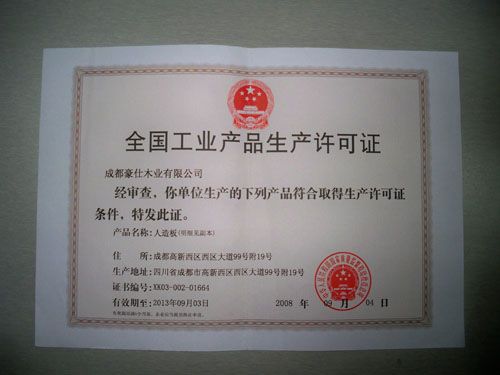 全国工业产品生产许可证
成都豪仕木业有限公司
经审查，你单位生产的下列产品符合取得生产许可证
条件，特发此证。
产品名称：人造板(明细见副本)
住 所：成都高新西区西区大道99号附19号
生产地址：四川省成都市高新西区西区大道99号附19号
证书编号：XK03-002-01664
有效期至：2013年09月03日
2008 年 09 月 04 日